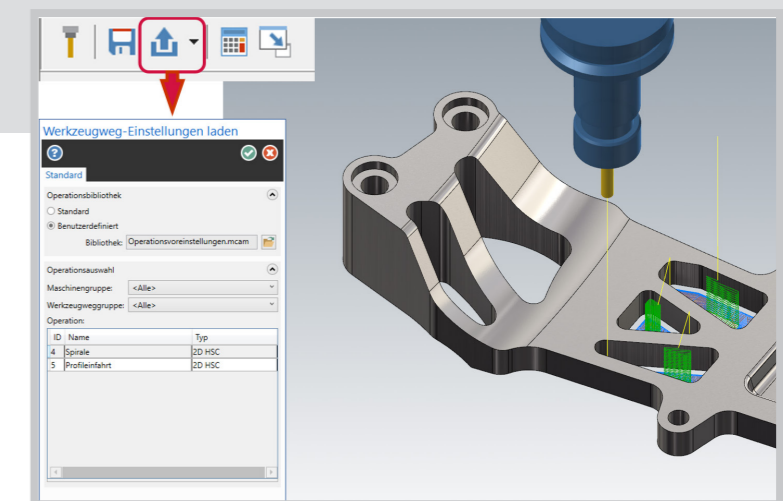 Werkzeugweg-Einstellungen laden
Standard
Operationsbibliothek
Standard
Benutzerdefiniert
Bibliothek: Operationsvoreinstellungen.mcam
Operationsauswahl
Maschinengruppe: <Alle>
Werkzeugweggruppe: <Alle>
Operation:
ID Name Typ
4 Spirale 2D HSC
5 Profileinfahrt 2D HSC